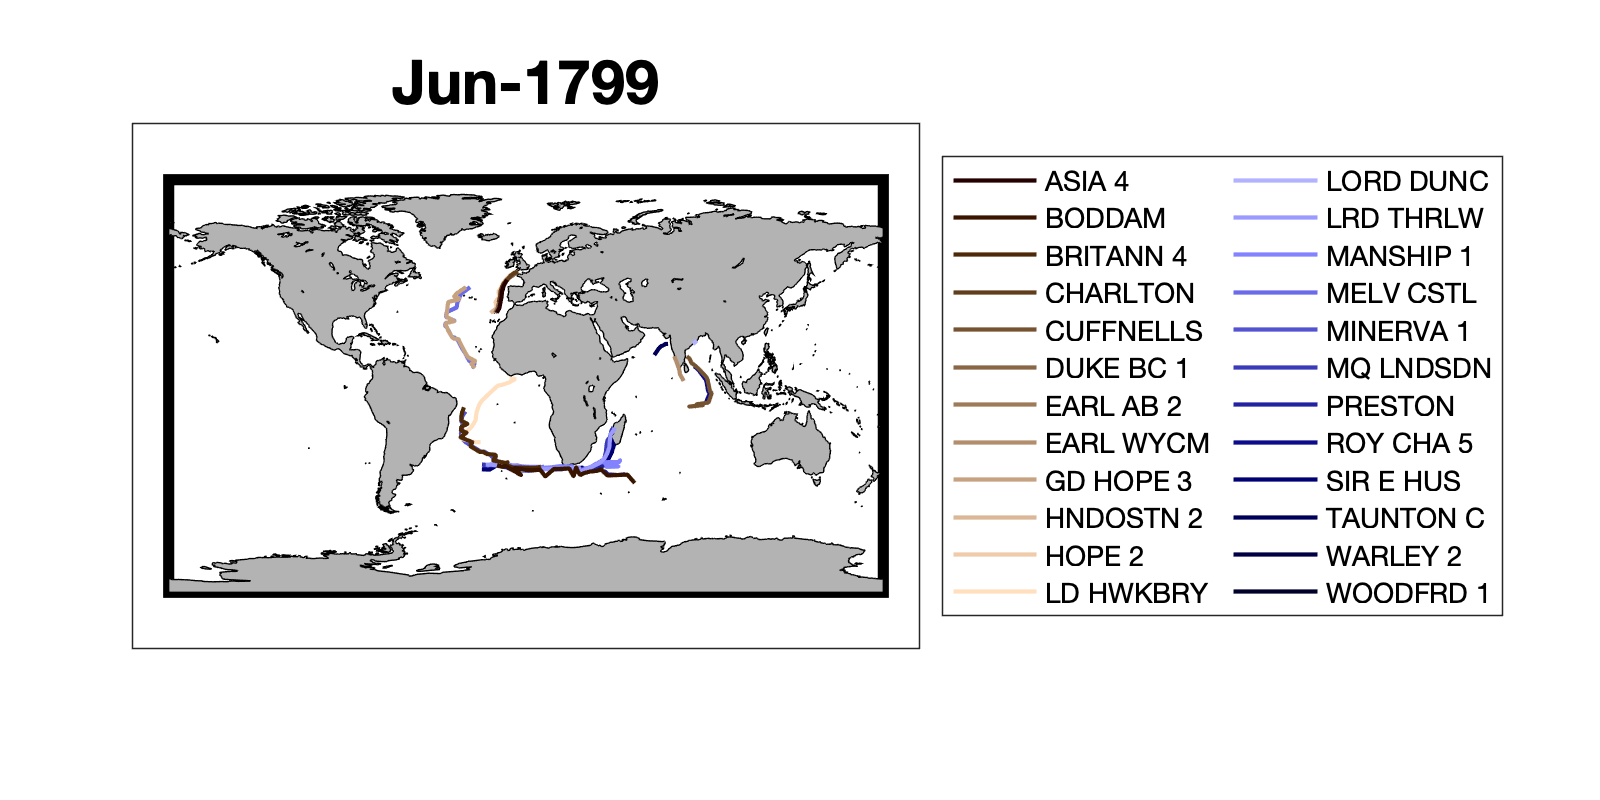 Jun-1799
ASIA 4
BODDAM
BRITANN 4
CHARLTON
CUFFNELLS
DUKE BC 1
EARL AB 2
EARL WYCM
GD HOPE 3
HNDOSTN 2
HOPE 2
LD HWKBRY
LORD DUNC
LRD THRLW
MANSHIP 1
MELV CSTL
MINERVA 1
MQ LNDSDN
PRESTON
ROY CHA 5
SIR E HUS
TAUNTON C
WARLEY 2
WOODFRD 1